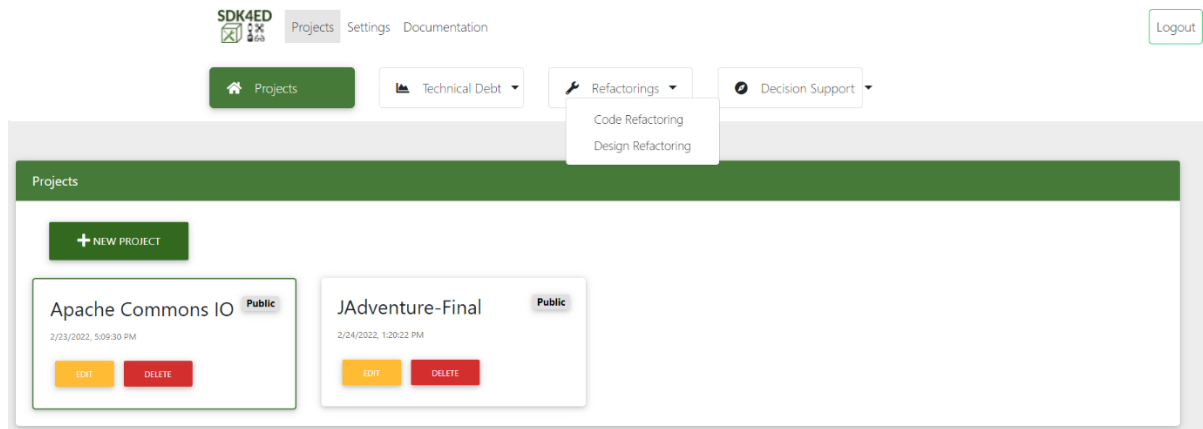 SDK4ED
Projects Settings Documentation
Logout
Projects
Technical Debt
Refactorings
Decision Support
Code Refactoring
Design Refactoring
Projects
NEW PROJECT
Apache Commons IO Public
2/23/2022, 5:09:30 PM
EDIT DELETE
JAdventure-Final Public
2/24/2022, 1:20:22 PM
EDIT DELETE